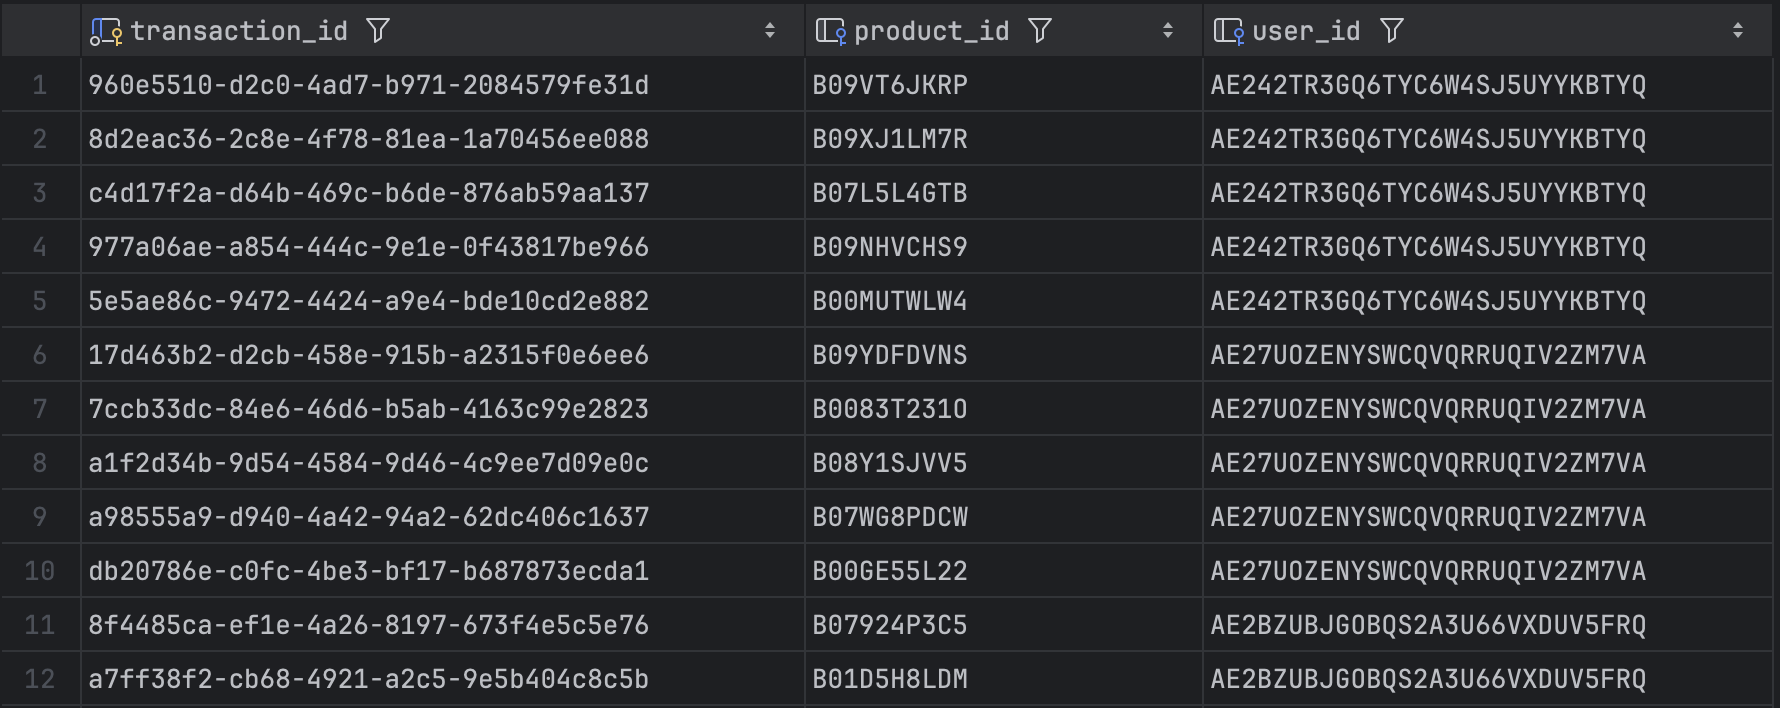 transaction_id product_id user_id
1 960e5510-d2c0-4ad7-b971-2084579fe31d B09VT6JKRP AE242TR3GQ6TYC6W4SJ5UYYKBTYQ
2 8d2eac36-2c8e-4f78-81ea-1a70456ee088 B09XJ1LM7R AE242TR3GQ6TYC6W4SJ5UYYKBTYQ
3 c4d17f2a-d64b-469c-b6de-876ab59aa137 B07L5L4GTB AE242TR3GQ6TYC6W4SJ5UYYKBTYQ
4 977a06ae-a854-444c-9e1e-0f43817be966 B09NHVCHS9 AE242TR3GQ6TYC6W4SJ5UYYKBTYQ
5 5e5ae86c-9472-4424-a9e4-bde10cd2e882 B00MUTWLW4 AE242TR3GQ6TYC6W4SJ5UYYKBTYQ
6 17d463b2-d2cb-458e-915b-a2315f0e6ee6 B09YDFDVNS AE27UOZENYSWCQVQRRUQIV2ZM7VA
7 7ccb33dc-84e6-46d6-b5ab-4163c99e2823 B0083T231O AE27UOZENYSWCQVQRRUQIV2ZM7VA
8 a1f2d34b-9d54-4584-9d46-4c9ee7d09e0c B08Y1SJVV5 AE27UOZENYSWCQVQRRUQIV2ZM7VA
9 a98555a9-d940-4a42-94a2-62dc406c1637 B07WG8PDCW AE27UOZENYSWCQVQRRUQIV2ZM7VA
10 db20786e-c0fc-4be3-bf17-b687873ecda1 B00GE55L22 AE27UOZENYSWCQVQRRUQIV2ZM7VA
11 8f4485ca-ef1e-4a26-8197-673f4e5c5e76 B07924P3C5 AE2BZUBJGOBQS2A3U66VXDUV5FRQ
12 a7ff38f2-cb68-4921-a2c5-9e5b404c8c5b B01D5H8LDM AE2BZUBJGOBQS2A3U66VXDUV5FRQ